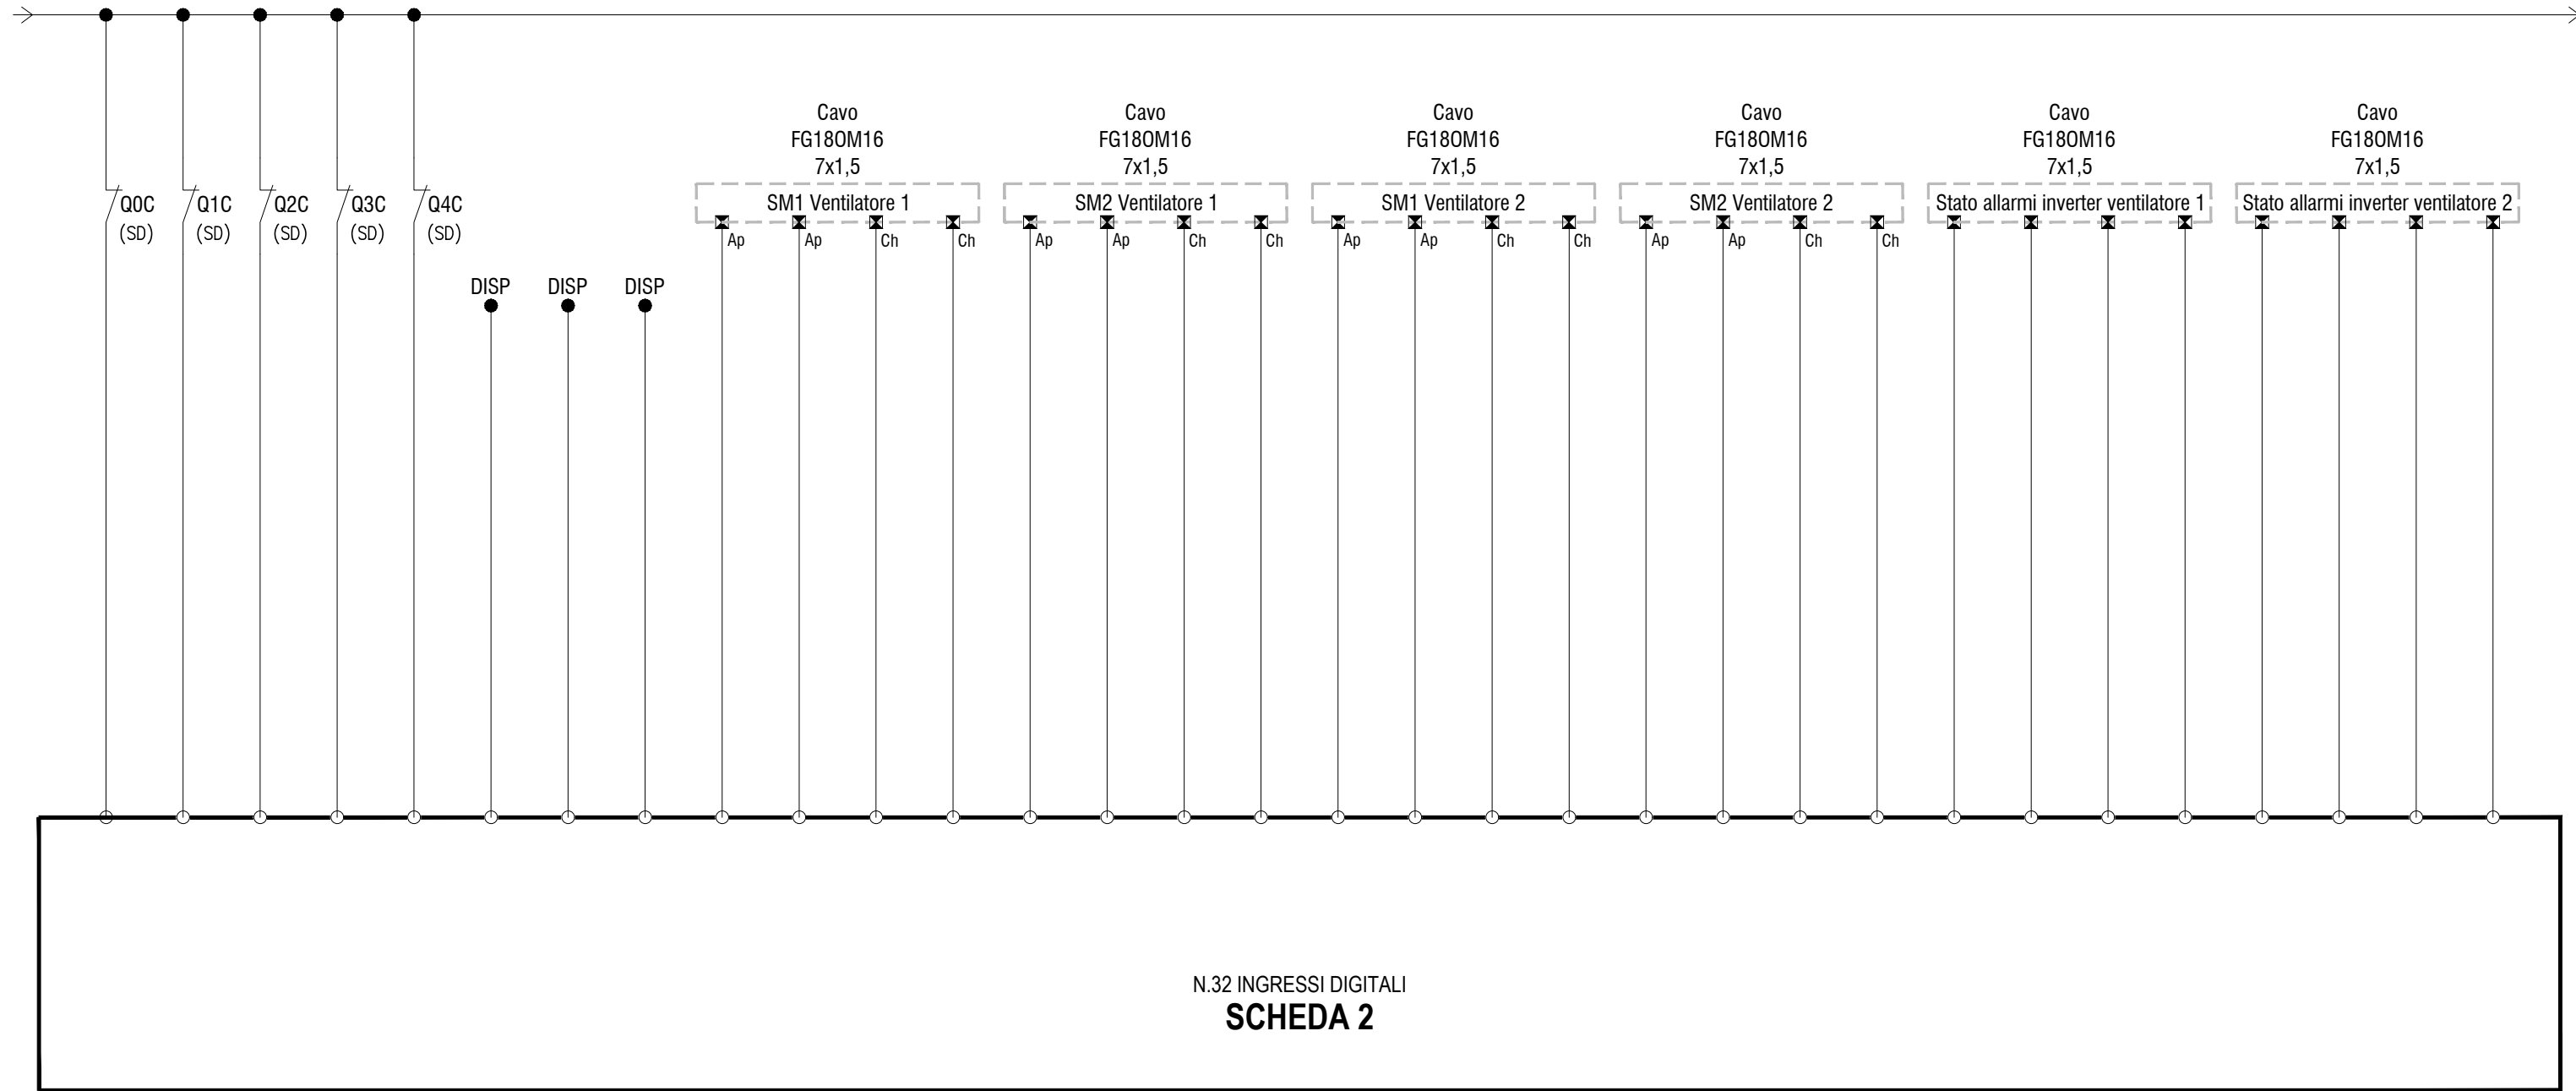 Cavo
FG18OM16
7x1,5
SM1 Ventilatore 1
Cavo
FG18OM16
7x1,5
SM2 Ventilatore 1
Cavo
FG18OM16
7x1,5
SM1 Ventilatore 2
Cavo
FG18OM16
7x1,5
SM2 Ventilatore 2
Cavo
FG18OM16
7x1,5
Stato allarmi inverter ventilatore 1
Cavo
FG18OM16
7x1,5
Stato allarmi inverter ventilatore 2
Q0C
(SD)
Q1C
(SD)
Q2C
(SD)
Q3C
(SD)
Q4C
(SD)
Ap Ap Ch Ch
Ap Ap Ch Ch
Ap Ap Ch Ch
Ap Ap Ch Ch
DISP DISP DISP
N.32 INGRESSI DIGITALI
SCHEDA 2